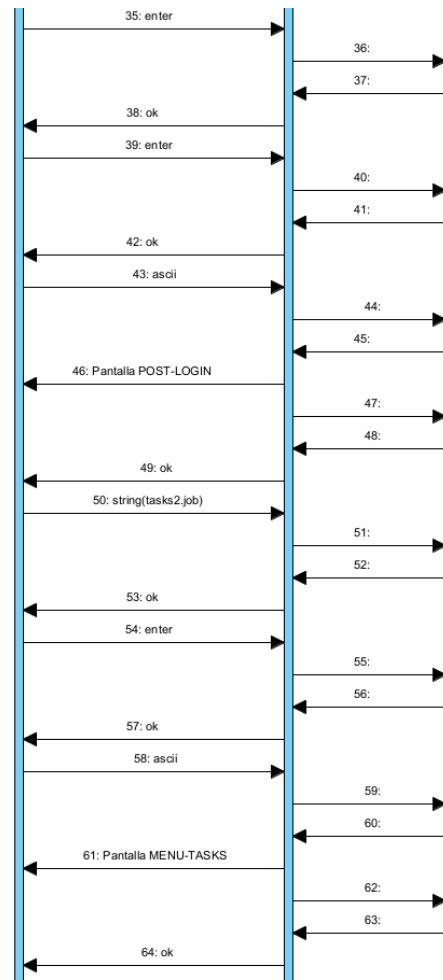 35: enter
36:
37:
38: ok
39: enter
40:
41:
42: ok
43: ascii
44:
45:
46: Pantalla POST-LOGIN
47:
48:
49: ok
50: string(tasks2.job)
51:
52:
53: ok
54: enter
55:
56:
57: ok
58: ascii
59:
60:
61: Pantalla MENU-TASKS
62:
63:
64: ok